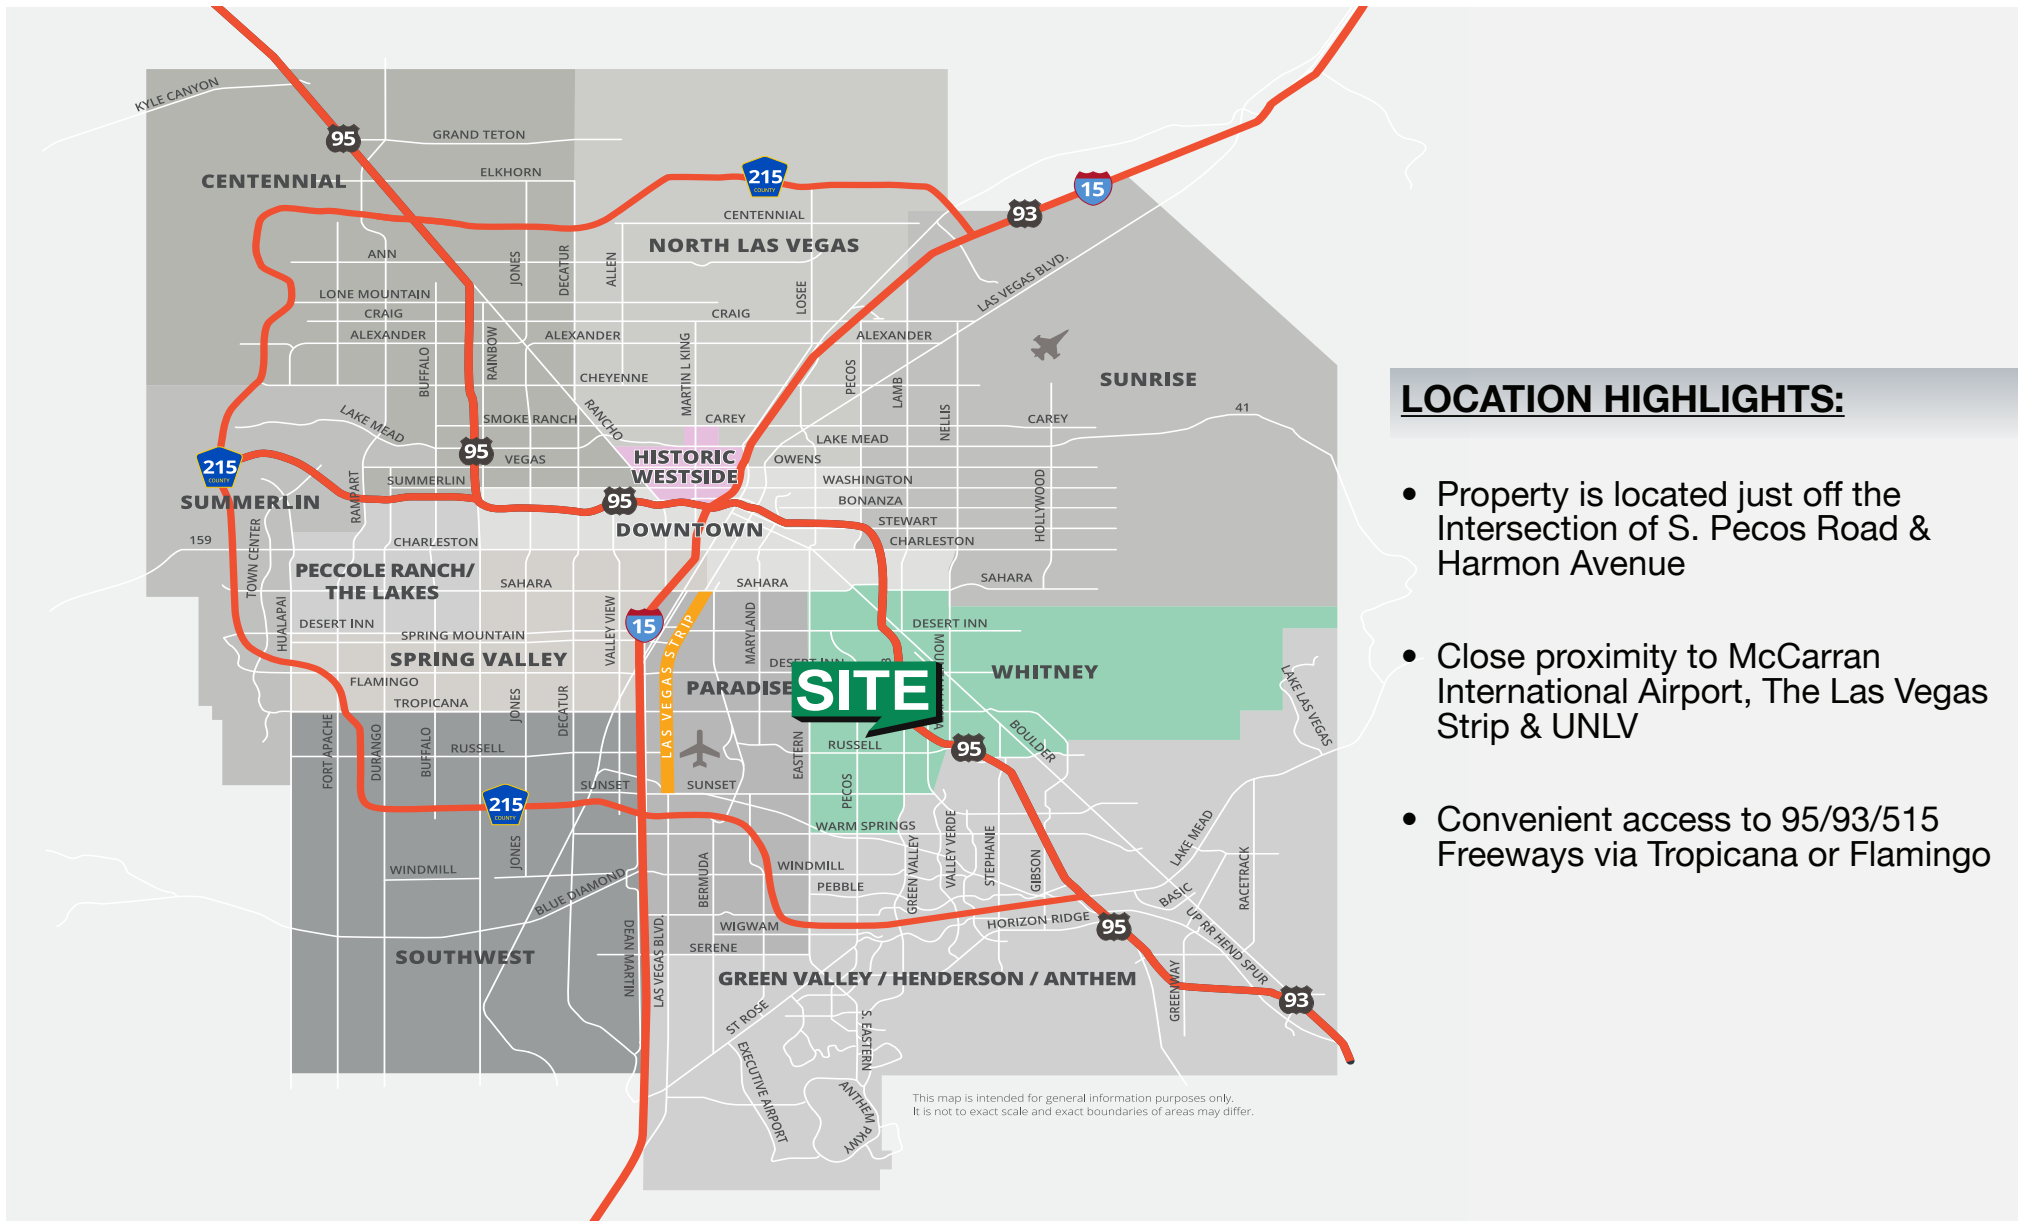 KYLE CANYON
95
GRAND TETON
CENTENNIAL
ELKHORN
215
COUNTY
15
93
CENTENNIAL
NORTH LAS VEGAS
ANN
JONES
DECATUR
ALLEN
LOSEE
LAS VEGAS BLVD.
LONE MOUNTAIN
CRAIG
CRAIG
ALEXANDER
ALEXANDER
ALEXANDER
BUFFALO
RAINBOW
MARTIN L KING
PECOS
LAMB
NELLIS
CHEYENNE
SUNRISE
LAKE MEAD
SMOKE RANCH
RANCHO
CAREY
CAREY
41
LAKE MEAD
95
VEGAS
HISTORIC
WESTSIDE
OWENS
215
COUNTY
SUMMERLIN
RAMPART
SUMMERLIN
95
WASHINGTON
BONANZA
HOLLYWOOD
DOWNTOWN
STEWART
159
TOWN CENTER
CHARLESTON
CHARLESTON
PECCOLE RANCH/
THE LAKES
SAHARA
SAHARA
SAHARA
HUALAPAI
DESERT INN
SPRING MOUNTAIN
VALLEY VIEW
15
LAS VEGAS STRIP
MARYLAND
DESERT INN
SPRING VALLEY
DESERT INN
WHITNEY
FLAMINGO
PARADISE
SITE
LAKE LAS VEGAS
TROPICANA
JONES
DECATUR
FORT APACHE
DURANGO
BUFFALO
RUSSELL
EASTERN
RUSSELL
95
BOULDER
SUNSET
SUNSET
PECOS
215
COUNTY
JONES
WARM SPRINGS
GREEN VALLEY
VALLEY VERDE
STEPHANIE
GIBSON
LAKE MEAD
RACETRACK
WINDMILL
BLUE DIAMOND
BERMUDA
WINDMILL
PEBBLE
BASIC
DEAN MARTIN
LAS VEGAS BLVD.
WIGWAM
HORIZON RIDGE
95
UP RR HEND SPUR
SERENE
SOUTHWEST
GREEN VALLEY / HENDERSON / ANTHEM
GREENWAY
93
ST ROSE
S. EASTERN
EXECUTIVE AIRPORT
ANTHEM PKWY
This map is intended for general information purposes only.
It is not to exact scale and exact boundaries of areas may differ.
LOCATION HIGHLIGHTS:
• Property is located just off the
Intersection of S. Pecos Road &
Harmon Avenue
• Close proximity to McCarran
International Airport, The Las Vegas
Strip & UNLV
• Convenient access to 95/93/515
Freeways via Tropicana or Flamingo